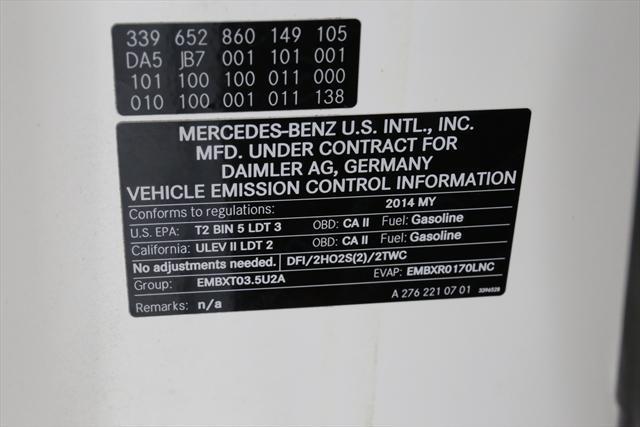 339 652 860 149 105
DA5 JB7 001 101 001
101 100 100 011 000
010 100 001 011 138
MERCEDES-BENZ U.S. INTL., INC.
MFD. UNDER CONTRACT FOR
DAIMLER AG, GERMANY
VEHICLE EMISSION CONTROL INFORMATION
Conforms to regulations: 2014 MY
U.S. EPA: T2 BIN 5 LDT 3 OBD: CA II Fuel: Gasoline
California: ULEV II LDT 2 OBD: CA II Fuel: Gasoline
No adjustments needed. DFI/2HO2S(2)/2TWC
Group: EMBXT03.5U2A EVAP: EMBXR0170LNC
Remarks: n/a A 276 221 07 01 3396528